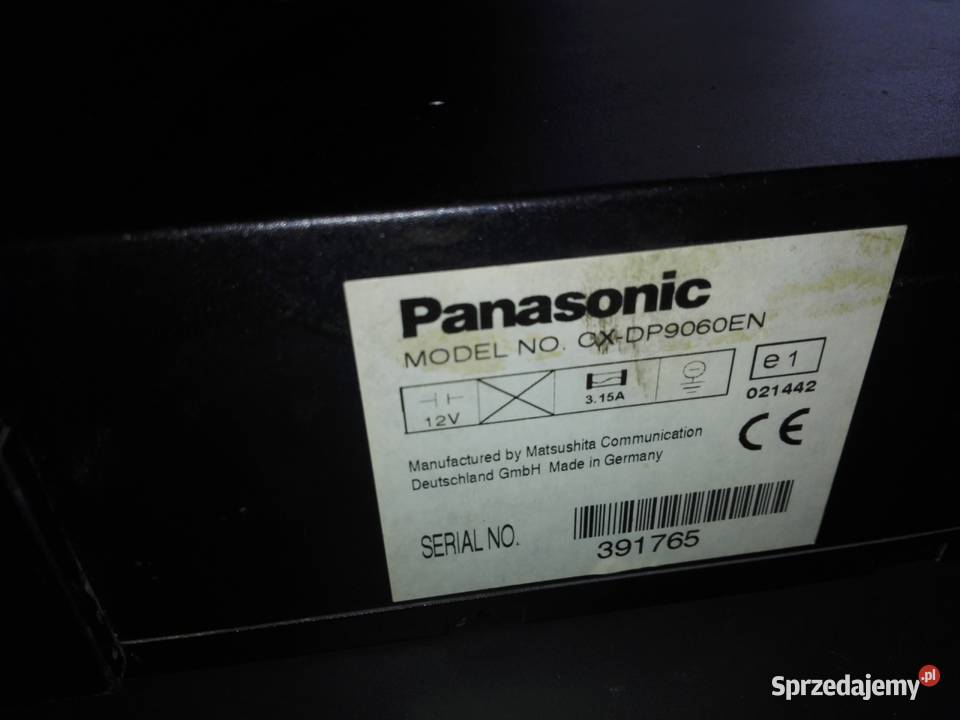 Panasonic
MODEL NO. CX-DP9060EN
12V
3.15A
e1
021442
CE
Manufactured by Matsushita Communication
Deutschland GmbH Made in Germany
SERIAL NO.
391765
Sprzedajemy.pl